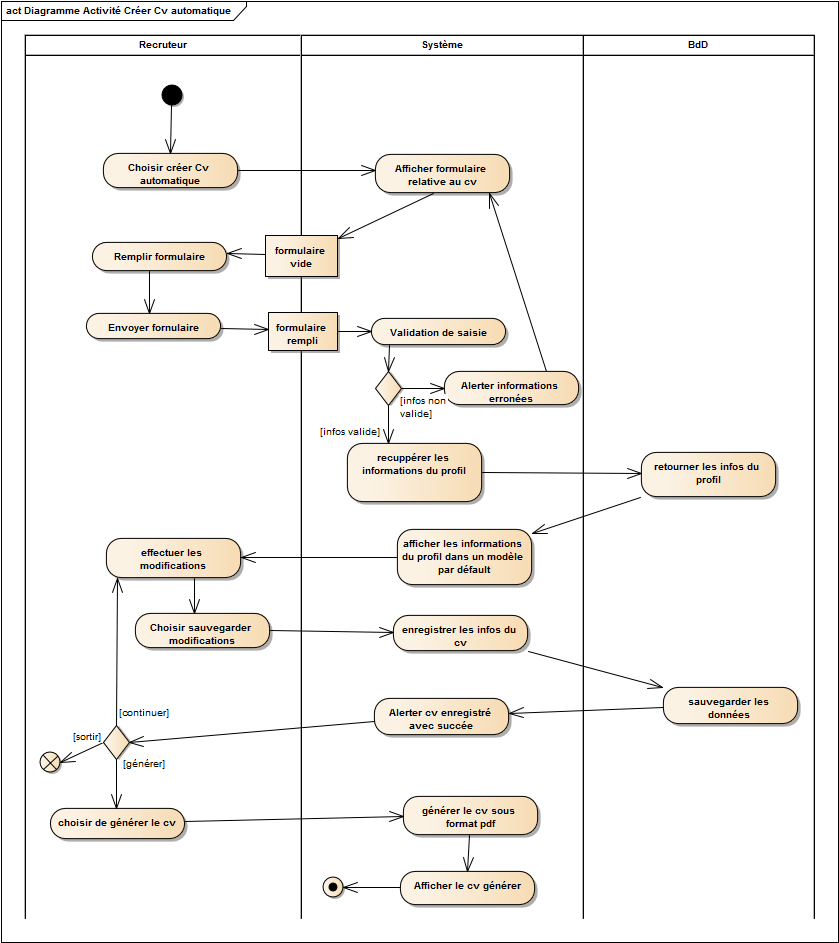 act Diagramme Activité Créer Cv automatique
Recruteur
Système
BdD
Choisir créer Cv
automatique
Afficher formulaire
relative au cv
formulaire
vide
Remplir formulaire
Envoyer fornulaire
formulaire
rempli
Validation de saisie
Alerter informations
erronées
[infos non
valide]
[infos valide]
recuppérer les
informations du profil
retourner les infos du
profil
afficher les informations
du profil dans un modèle
par défault
effectuer les
modifications
Choisir sauvegarder
modifications
enregistrer les infos du
cv
sauvegarder les
données
Alerter cv enregistré
avec succée
[continuer]
[sortir]
[générer]
choisir de générer le cv
générer le cv sous
format pdf
Afficher le cv générer